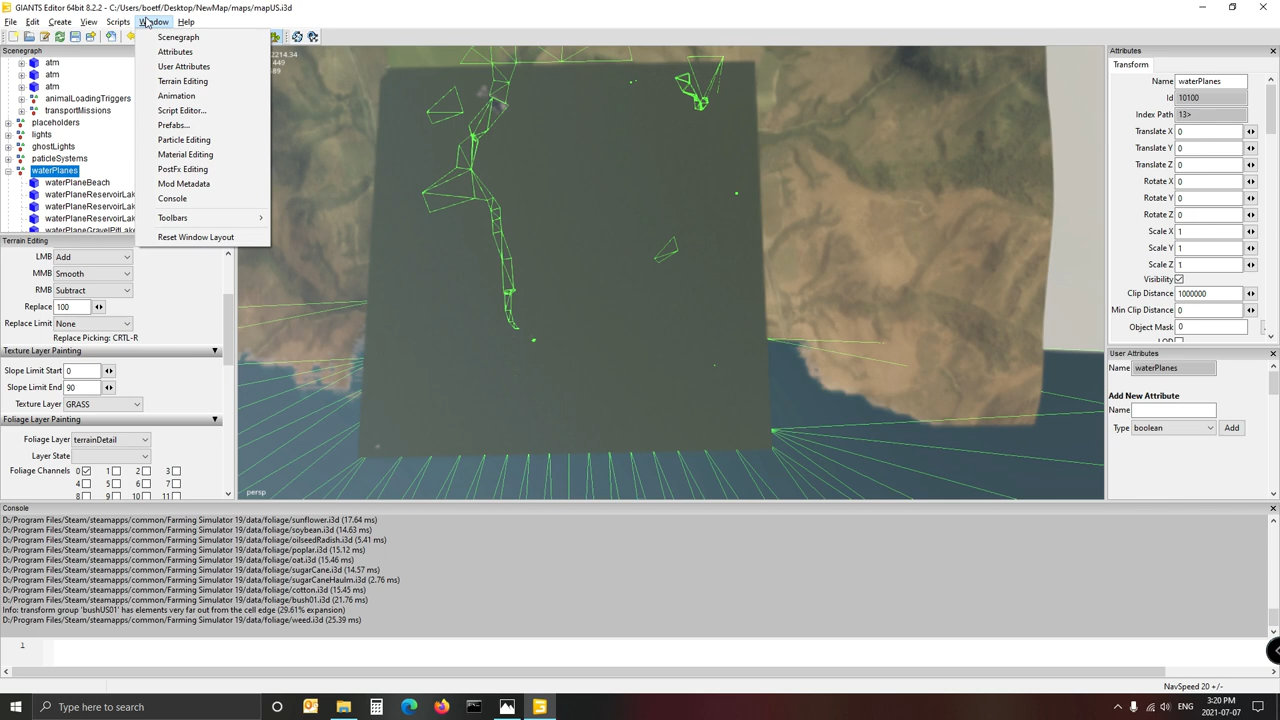 GIANTS Editor 64bit - 8.2.2 - C:/Users/boetf/Desktop/NewMap/maps/mapUS.i3d
File Edit Create View Scripts Window Help
Scenegraph
atm
atm
atm
animalLoadingTriggers
transportMissions
placeholders
lights
ghostLights
paticleSystems
waterPlanes
waterPlaneBeach
waterPlaneReservoirLak
waterPlaneReservoirLak
waterPlaneReservoirLak
waterPlaneGravelPitLake
Scenegraph
Attributes
User Attributes
Terrain Editing
Animation
Script Editor...
Prefabs...
Particle Editing
Material Editing
PostFx Editing
Mod Metadata
Console
Toolbars
Reset Window Layout
2214.34
89
persp
Terrain Editing
LMB Add
MMB Smooth
RMB Subtract
Replace 100
Replace Limit None
Replace Picking: CRTL-R
Texture Layer Painting
Slope Limit Start 0
Slope Limit End 90
Texture Layer GRASS
Foliage Layer Painting
Foliage Layer terrainDetail
Layer State
Foliage Channels 0 1 2 3
4 5 6 7
8 9 10 11
Attributes
Transform
Name waterPlanes
Id 10100
Index Path 13>
Translate X 0
Translate Y 0
Translate Z 0
Rotate X 0
Rotate Y 0
Rotate Z 0
Scale X 1
Scale Y 1
Scale Z 1
Visibility
Clip Distance 1000000
Min Clip Distance 0
Object Mask 0
LOD
User Attributes
Name waterPlanes
Add New Attribute
Name
Type boolean Add
Console
D:/Program Files/Steam/steamapps/common/Farming Simulator 19/data/foliage/sunflower.i3d (17.64 ms)
D:/Program Files/Steam/steamapps/common/Farming Simulator 19/data/foliage/soybean.i3d (14.63 ms)
D:/Program Files/Steam/steamapps/common/Farming Simulator 19/data/foliage/oilseedRadish.i3d (5.41 ms)
D:/Program Files/Steam/steamapps/common/Farming Simulator 19/data/foliage/poplar.i3d (15.12 ms)
D:/Program Files/Steam/steamapps/common/Farming Simulator 19/data/foliage/oat.i3d (15.46 ms)
D:/Program Files/Steam/steamapps/common/Farming Simulator 19/data/foliage/sugarCane.i3d (14.57 ms)
D:/Program Files/Steam/steamapps/common/Farming Simulator 19/data/foliage/sugarCaneHaulm.i3d (2.76 ms)
D:/Program Files/Steam/steamapps/common/Farming Simulator 19/data/foliage/cotton.i3d (15.45 ms)
D:/Program Files/Steam/steamapps/common/Farming Simulator 19/data/foliage/bush01.i3d (21.76 ms)
Info: transform group 'bushUS01' has elements very far out from the cell edge (29.61% expansion)
D:/Program Files/Steam/steamapps/common/Farming Simulator 19/data/foliage/weed.i3d (25.39 ms)
1
NavSpeed 20 +/-
Type here to search
3:20 PM
2021-07-07